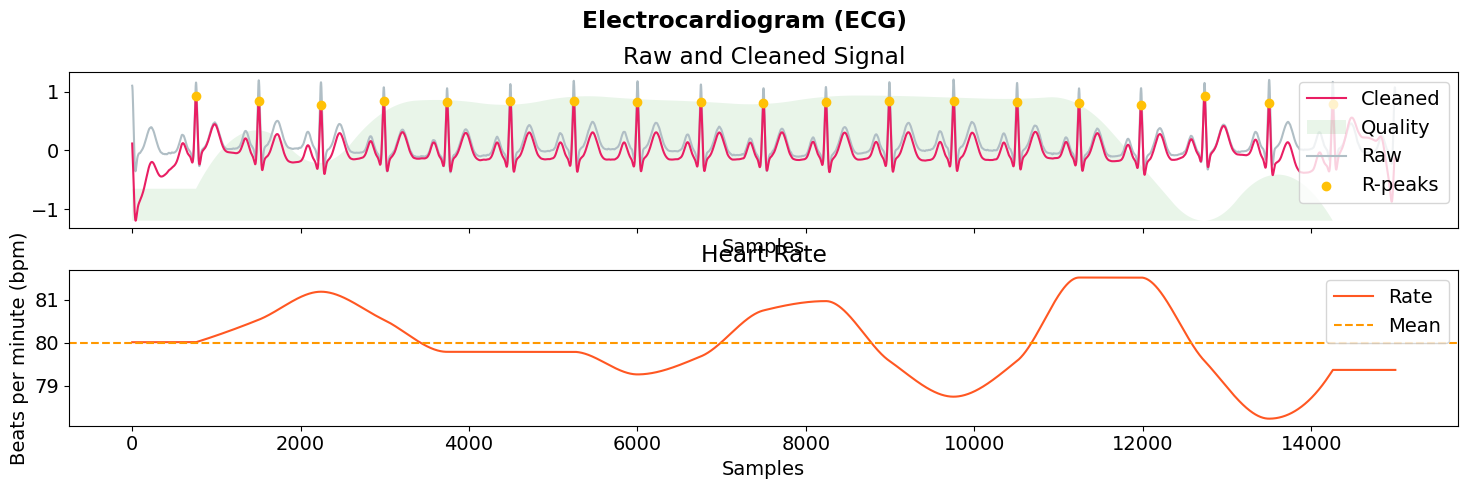 Electrocardiogram (ECG)
Raw and Cleaned Signal
1
0
−1
Cleaned
Quality
Raw
R-peaks
Samples
Heart Rate
Beats per minute (bpm)
81
80
79
Rate
Mean
0 2000 4000 6000 8000 10000 12000 14000
Samples